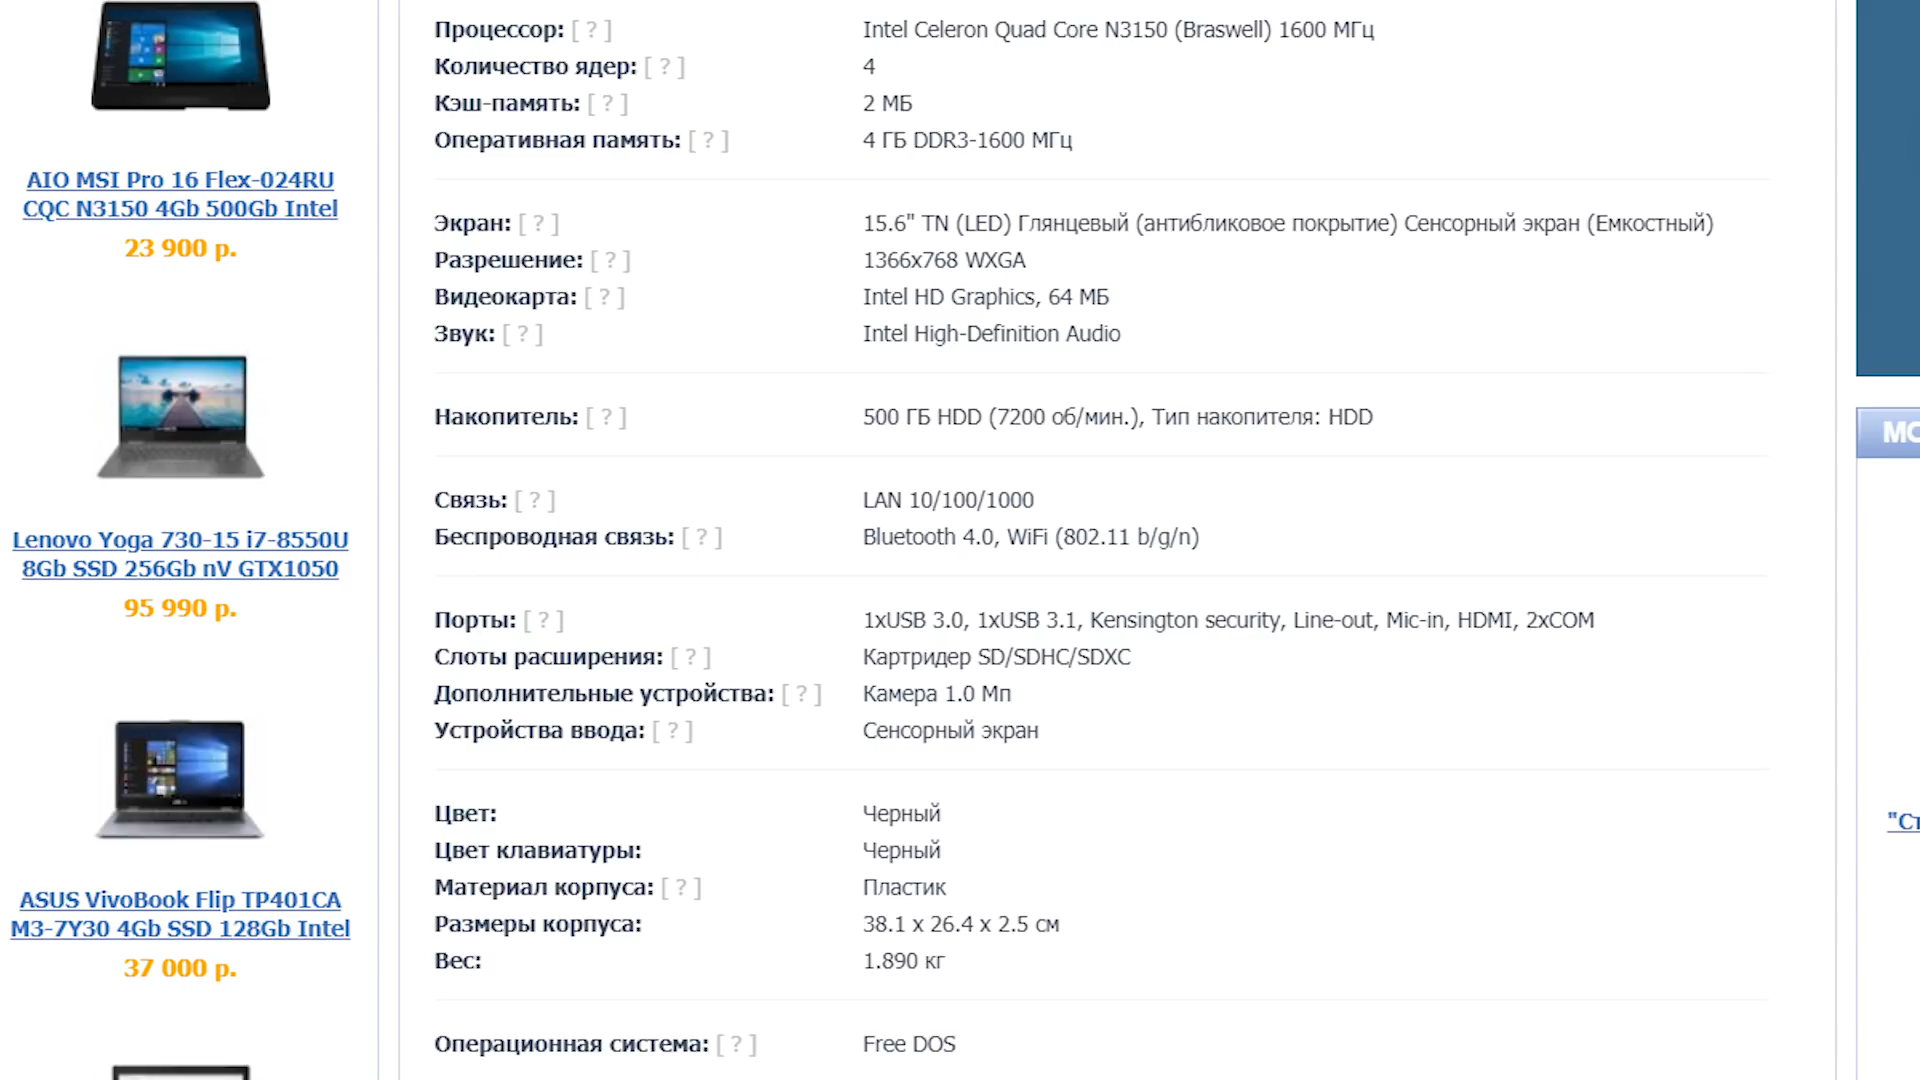 AIO MSI Pro 16 Flex-024RU
CQC N3150 4Gb 500Gb Intel
23 900 р.
Lenovo Yoga 730-15 i7-8550U
8Gb SSD 256Gb nV GTX1050
95 990 р.
ASUS VivoBook Flip TP401CA
M3-7Y30 4Gb SSD 128Gb Intel
37 000 р.
Процессор: [ ? ] Intel Celeron Quad Core N3150 (Braswell) 1600 МГц
Количество ядер: [ ? ] 4
Кэш-память: [ ? ] 2 МБ
Оперативная память: [ ? ] 4 ГБ DDR3-1600 МГц
Экран: [ ? ] 15.6" TN (LED) Глянцевый (антибликовое покрытие) Сенсорный экран (Емкостный)
Разрешение: [ ? ] 1366x768 WXGA
Видеокарта: [ ? ] Intel HD Graphics, 64 МБ
Звук: [ ? ] Intel High-Definition Audio
Накопитель: [ ? ] 500 ГБ HDD (7200 об/мин.), Тип накопителя: HDD
Связь: [ ? ] LAN 10/100/1000
Беспроводная связь: [ ? ] Bluetooth 4.0, WiFi (802.11 b/g/n)
Порты: [ ? ] 1xUSB 3.0, 1xUSB 3.1, Kensington security, Line-out, Mic-in, HDMI, 2xCOM
Слоты расширения: [ ? ] Картридер SD/SDHC/SDXC
Дополнительные устройства: [ ? ] Камера 1.0 Мп
Устройства ввода: [ ? ] Сенсорный экран
Цвет: Черный
Цвет клавиатуры: Черный
Материал корпуса: [ ? ] Пластик
Размеры корпуса: 38.1 x 26.4 x 2.5 см
Вес: 1.890 кг
Операционная система: [ ? ] Free DOS